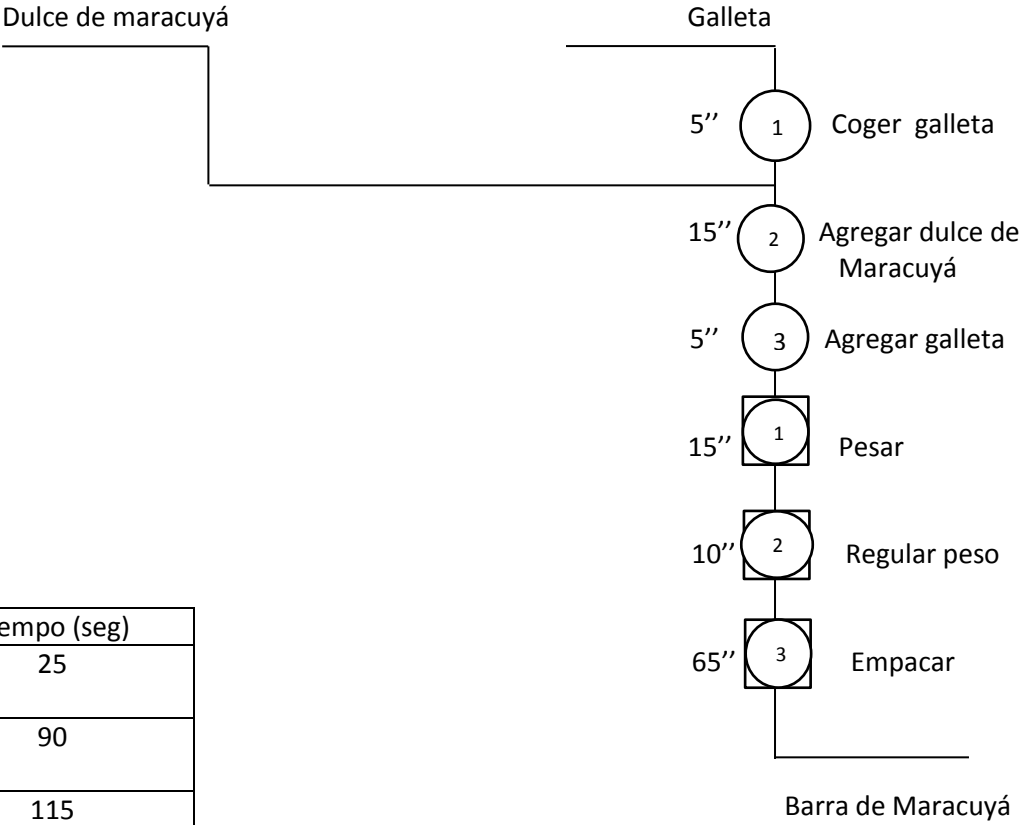 Dulce de maracuyá
Galleta
5’’ 1 Coger galleta
15’’ 2 Agregar dulce de
Maracuyá
5’’ 3 Agregar galleta
15’’ 1 Pesar
10’’ 2 Regular peso
65’’ 3 Empacar
Barra de Maracuyá
empo (seg)
25
90
115